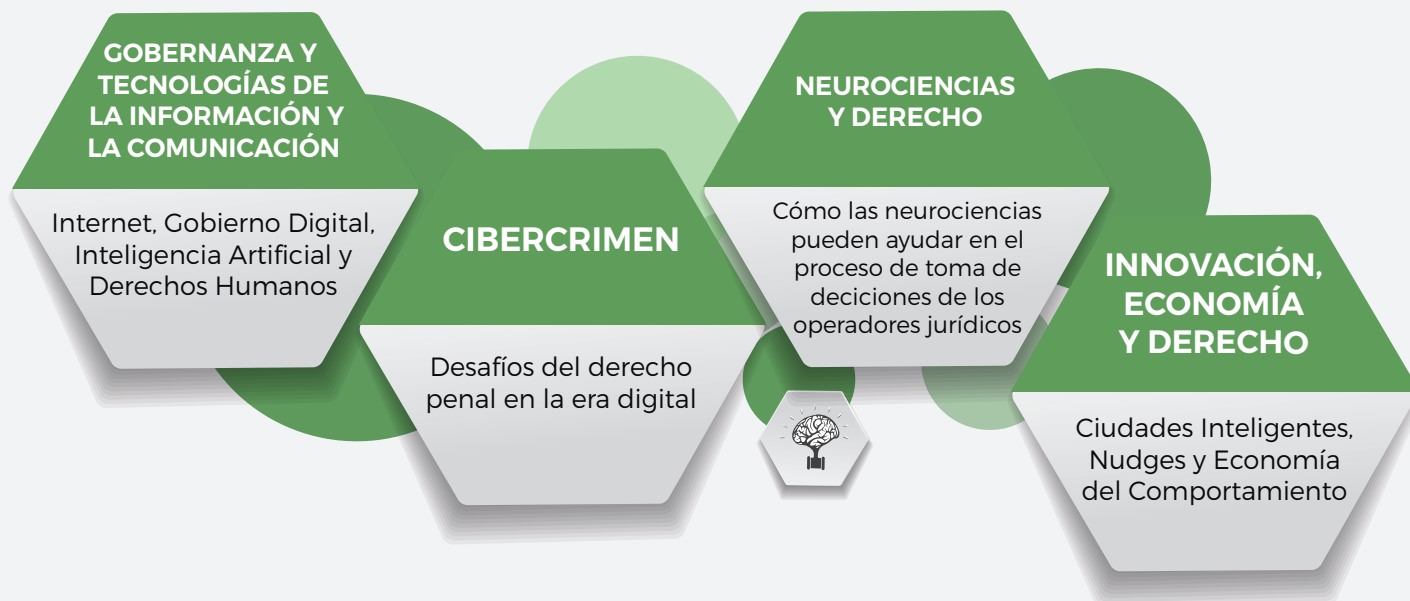 GOBERNANZA Y
TECNOLOGÍAS DE
LA INFORMACIÓN Y
LA COMUNICACIÓN
Internet, Gobierno Digital,
Inteligencia Artificial y
Derechos Humanos
CIBERCRIMEN
Desafíos del derecho
penal en la era digital
NEUROCIENCIAS
Y DERECHO
Cómo las neurociencias
pueden ayudar en el
proceso de toma de
deciciones de los
operadores jurídicos
INNOVACIÓN,
ECONOMÍA
Y DERECHO
Ciudades Inteligentes,
Nudges y Economía
del Comportamiento